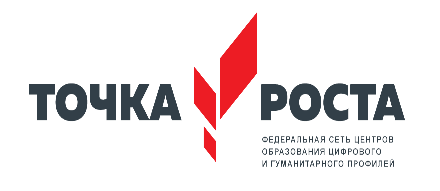 ТОЧКА РОСТА
ФЕДЕРАЛЬНАЯ СЕТЬ ЦЕНТРОВ
ОБРАЗОВАНИЯ ЦИФРОВОГО
И ГУМАНИТАРНОГО ПРОФИЛЕЙ